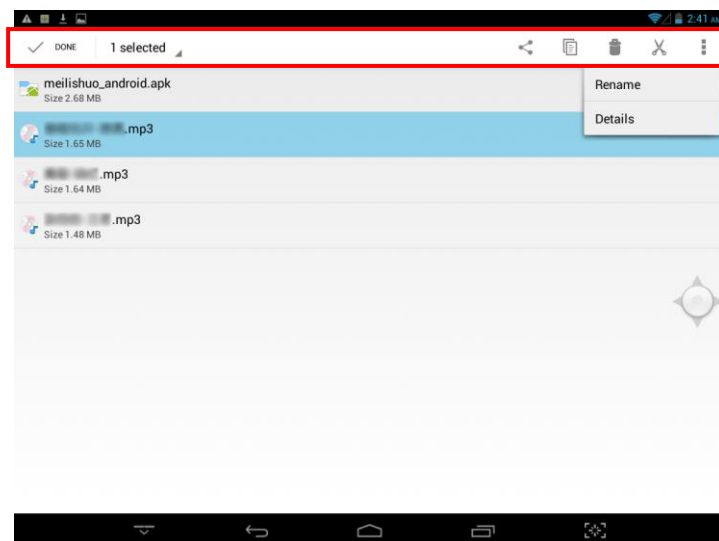 2:41 AM
DONE 1 selected
meilishuo_android.apk
Size 2.68 MB
Rename
Details
.mp3
Size 1.65 MB
.mp3
Size 1.64 MB
.mp3
Size 1.48 MB